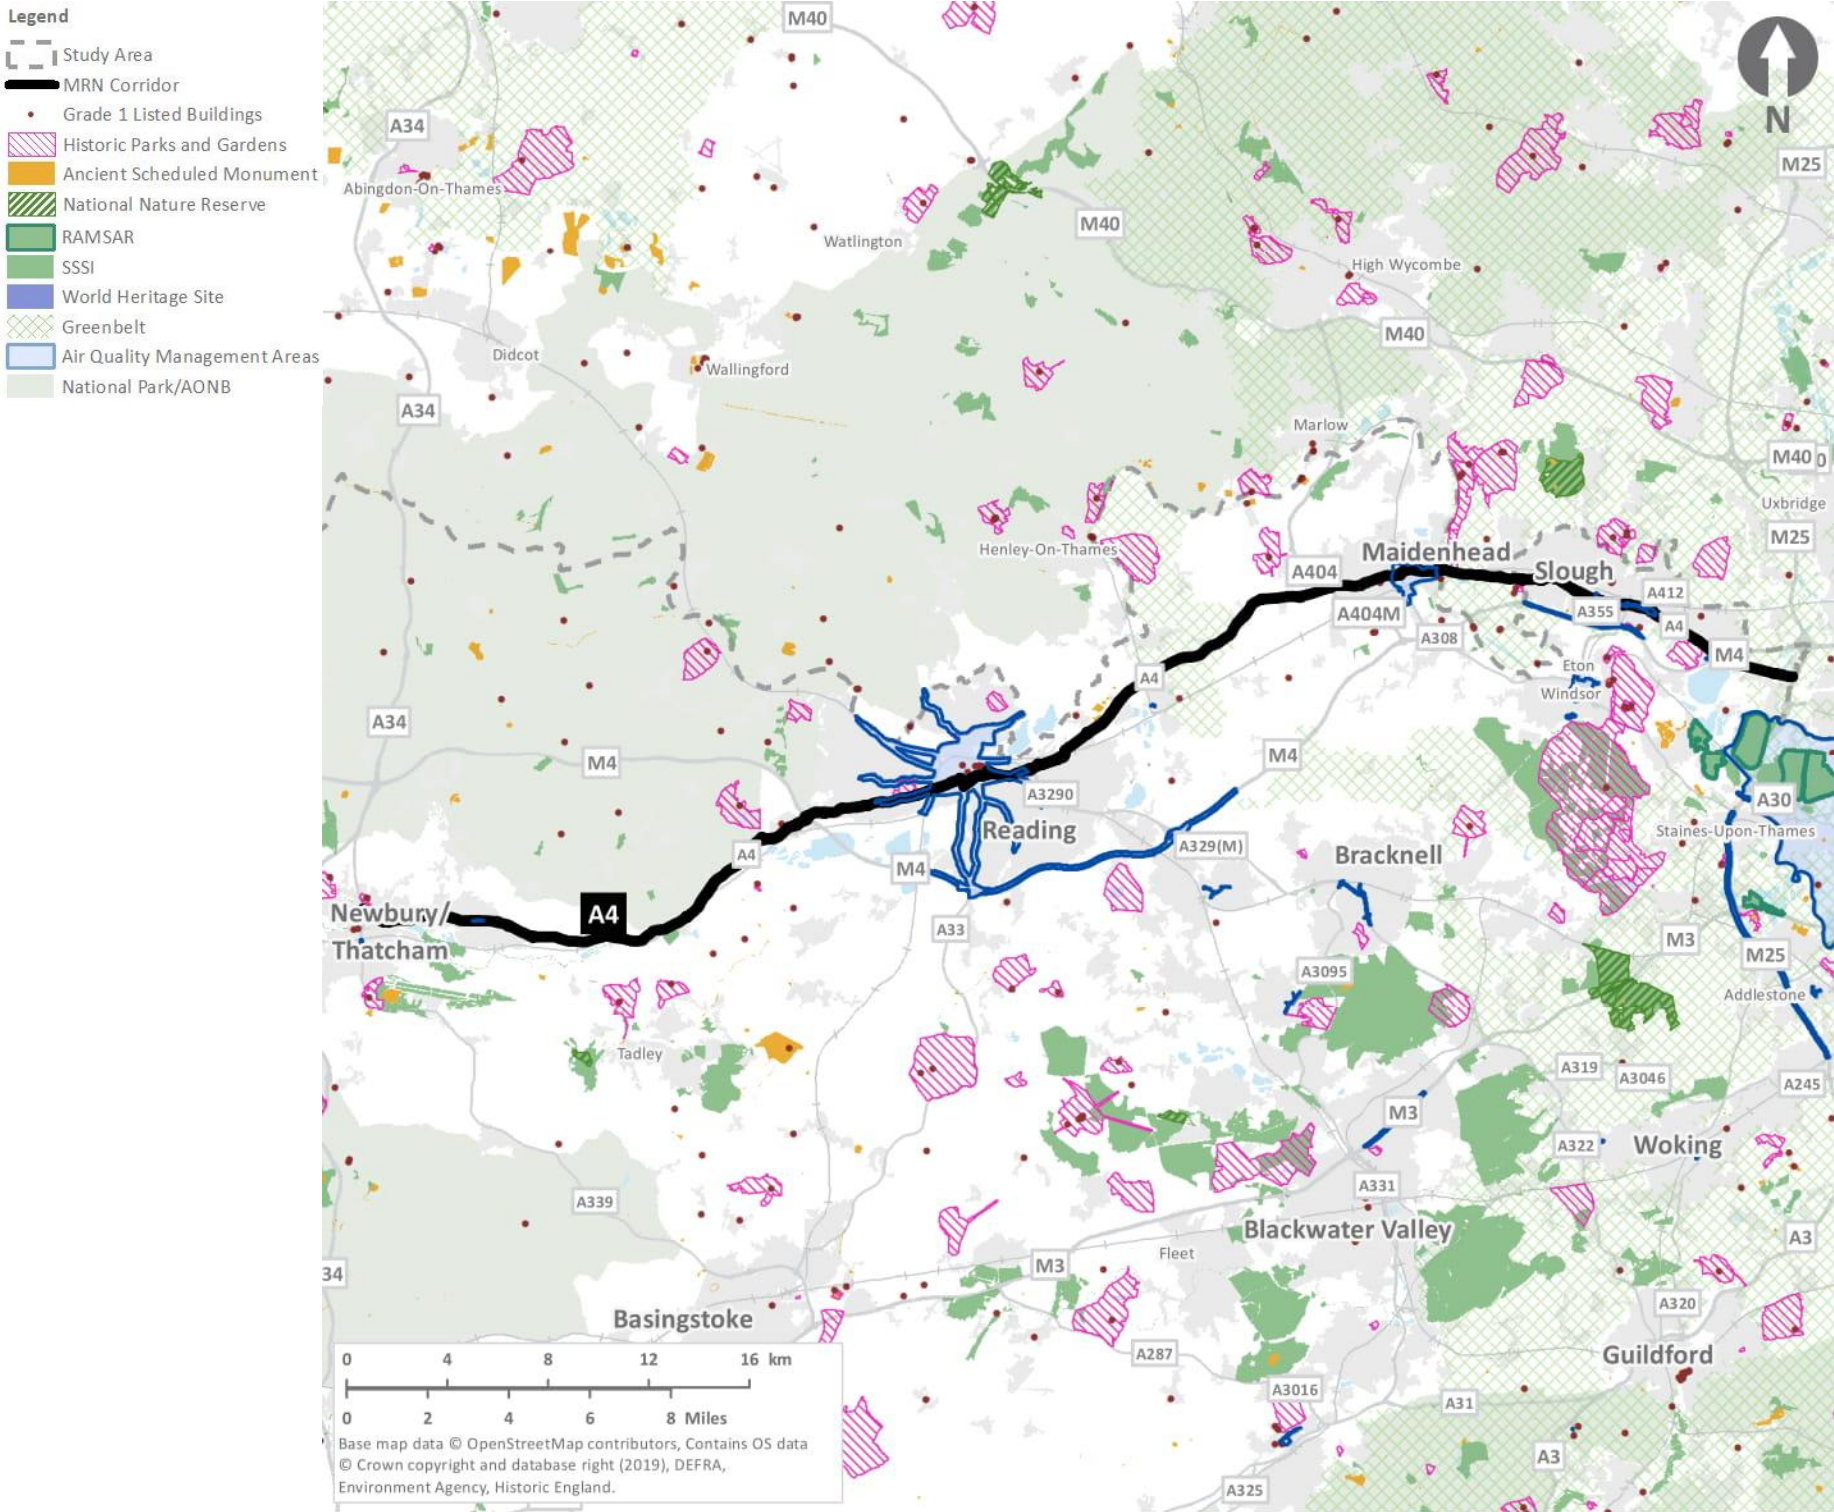 Legend
Study Area
MRN Corridor
Grade 1 Listed Buildings
Historic Parks and Gardens
Ancient Scheduled Monument
National Nature Reserve
RAMSAR
SSSI
World Heritage Site
Greenbelt
Air Quality Management Areas
National Park/AONB
M40
N
A34
M25
Abingdon-On-Thames
M40
Watlington
High Wycombe
M40
Didcot
Wallingford
A34
Marlow
M40
0
Uxbridge
M25
Henley-On-Thames
Maidenhead
A404
Slough
A412
A404M
A355
A308
A4
M4
Eton
Windsor
A4
A34
M4
M4
A3290
A30
Reading
Staines-Upon-Thames
A329(M)
Bracknell
A4
M4
Newbury/
Thatcham
A4
A33
M3
M25
A3095
Addlestone
Tadley
A319
A3046
A245
M3
A322
Woking
A339
A331
Blackwater Valley
A3
Fleet
M3
34
A320
Basingstoke
A287
Guildford
A3016
A31
A3
A325
0 4 8 12 16 km
0 2 4 6 8 Miles
Base map data © OpenStreetMap contributors, Contains OS data
© Crown copyright and database right (2019), DEFRA,
Environment Agency, Historic England.